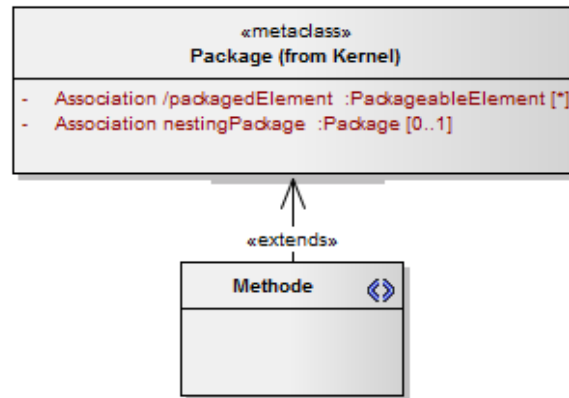 «metaclass»
Package (from Kernel)
- Association /packagedElement :PackageableElement [*]
- Association nestingPackage :Package [0..1]
«extends»
Methode